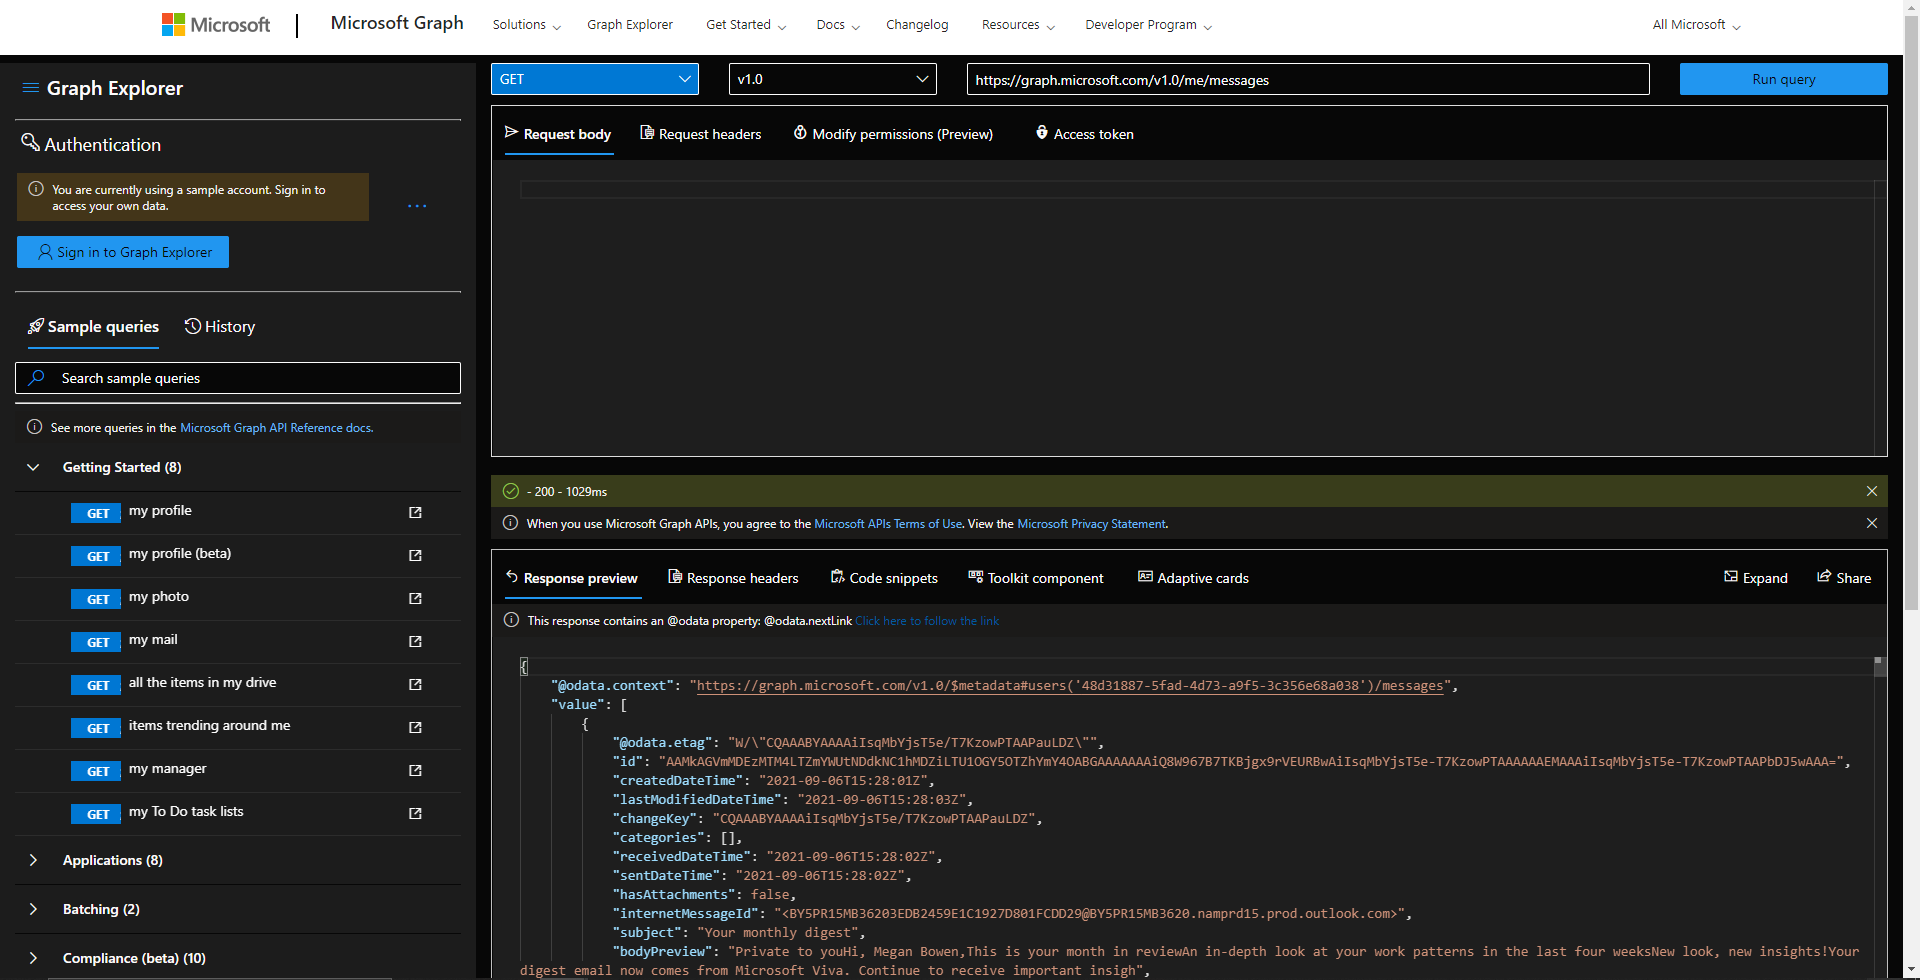 Microsoft | Microsoft Graph Solutions Graph Explorer Get Started Docs Changelog Resources Developer Program All Microsoft
Graph Explorer
Authentication
You are currently using a sample account. Sign in to
access your own data.
...
Sign in to Graph Explorer
Sample queries History
Search sample queries
See more queries in the Microsoft Graph API Reference docs.
Getting Started (8)
GET my profile
GET my profile (beta)
GET my photo
GET my mail
GET all the items in my drive
GET items trending around me
GET my manager
GET my To Do task lists
Applications (8)
Batching (2)
Compliance (beta) (10)
GET v1.0 https://graph.microsoft.com/v1.0/me/messages Run query
Request body Request headers Modify permissions (Preview) Access token
- 200 - 1029ms
When you use Microsoft Graph APIs, you agree to the Microsoft APIs Terms of Use. View the Microsoft Privacy Statement.
Response preview Response headers Code snippets Toolkit component Adaptive cards Expand Share
This response contains an @odata property: @odata.nextLink Click here to follow the link
{
"@odata.context": "https://graph.microsoft.com/v1.0/$metadata#users('48d31887-5fad-4d73-a9f5-3c356e68a038')/messages",
"value": [
{
"@odata.etag": "W/\"CQAAABYAAAAiIsqMbYjsT5e/T7KzowPTAAPauLDZ\"",
"id": "AAMkAGVmMDEzMTM4LTZmYWUtNDdkNC1hMDZiLTU1OGY5OTZhYmY4OABGAAAAAAAiQ8W967B7TKBjgx9rVEURBwAiIsqMbYjsT5e-T7KzowPTAAAAAAEMAAAiIsqMbYjsT5e-T7KzowPTAAPbDJ5wAAA=",
"createdDateTime": "2021-09-06T15:28:01Z",
"lastModifiedDateTime": "2021-09-06T15:28:03Z",
"changeKey": "CQAAABYAAAAiIsqMbYjsT5e/T7KzowPTAAPauLDZ",
"categories": [],
"receivedDateTime": "2021-09-06T15:28:02Z",
"sentDateTime": "2021-09-06T15:28:02Z",
"hasAttachments": false,
"internetMessageId": "<BY5PR15MB36203EDB2459E1C1927D801FCDD29@BY5PR15MB3620.namprd15.prod.outlook.com>",
"subject": "Your monthly digest",
"bodyPreview": "Private to youHi, Megan Bowen,This is your month in reviewAn in-depth look at your work patterns in the last four weeksNew look, new insights!Your
digest email now comes from Microsoft Viva. Continue to receive important insigh",